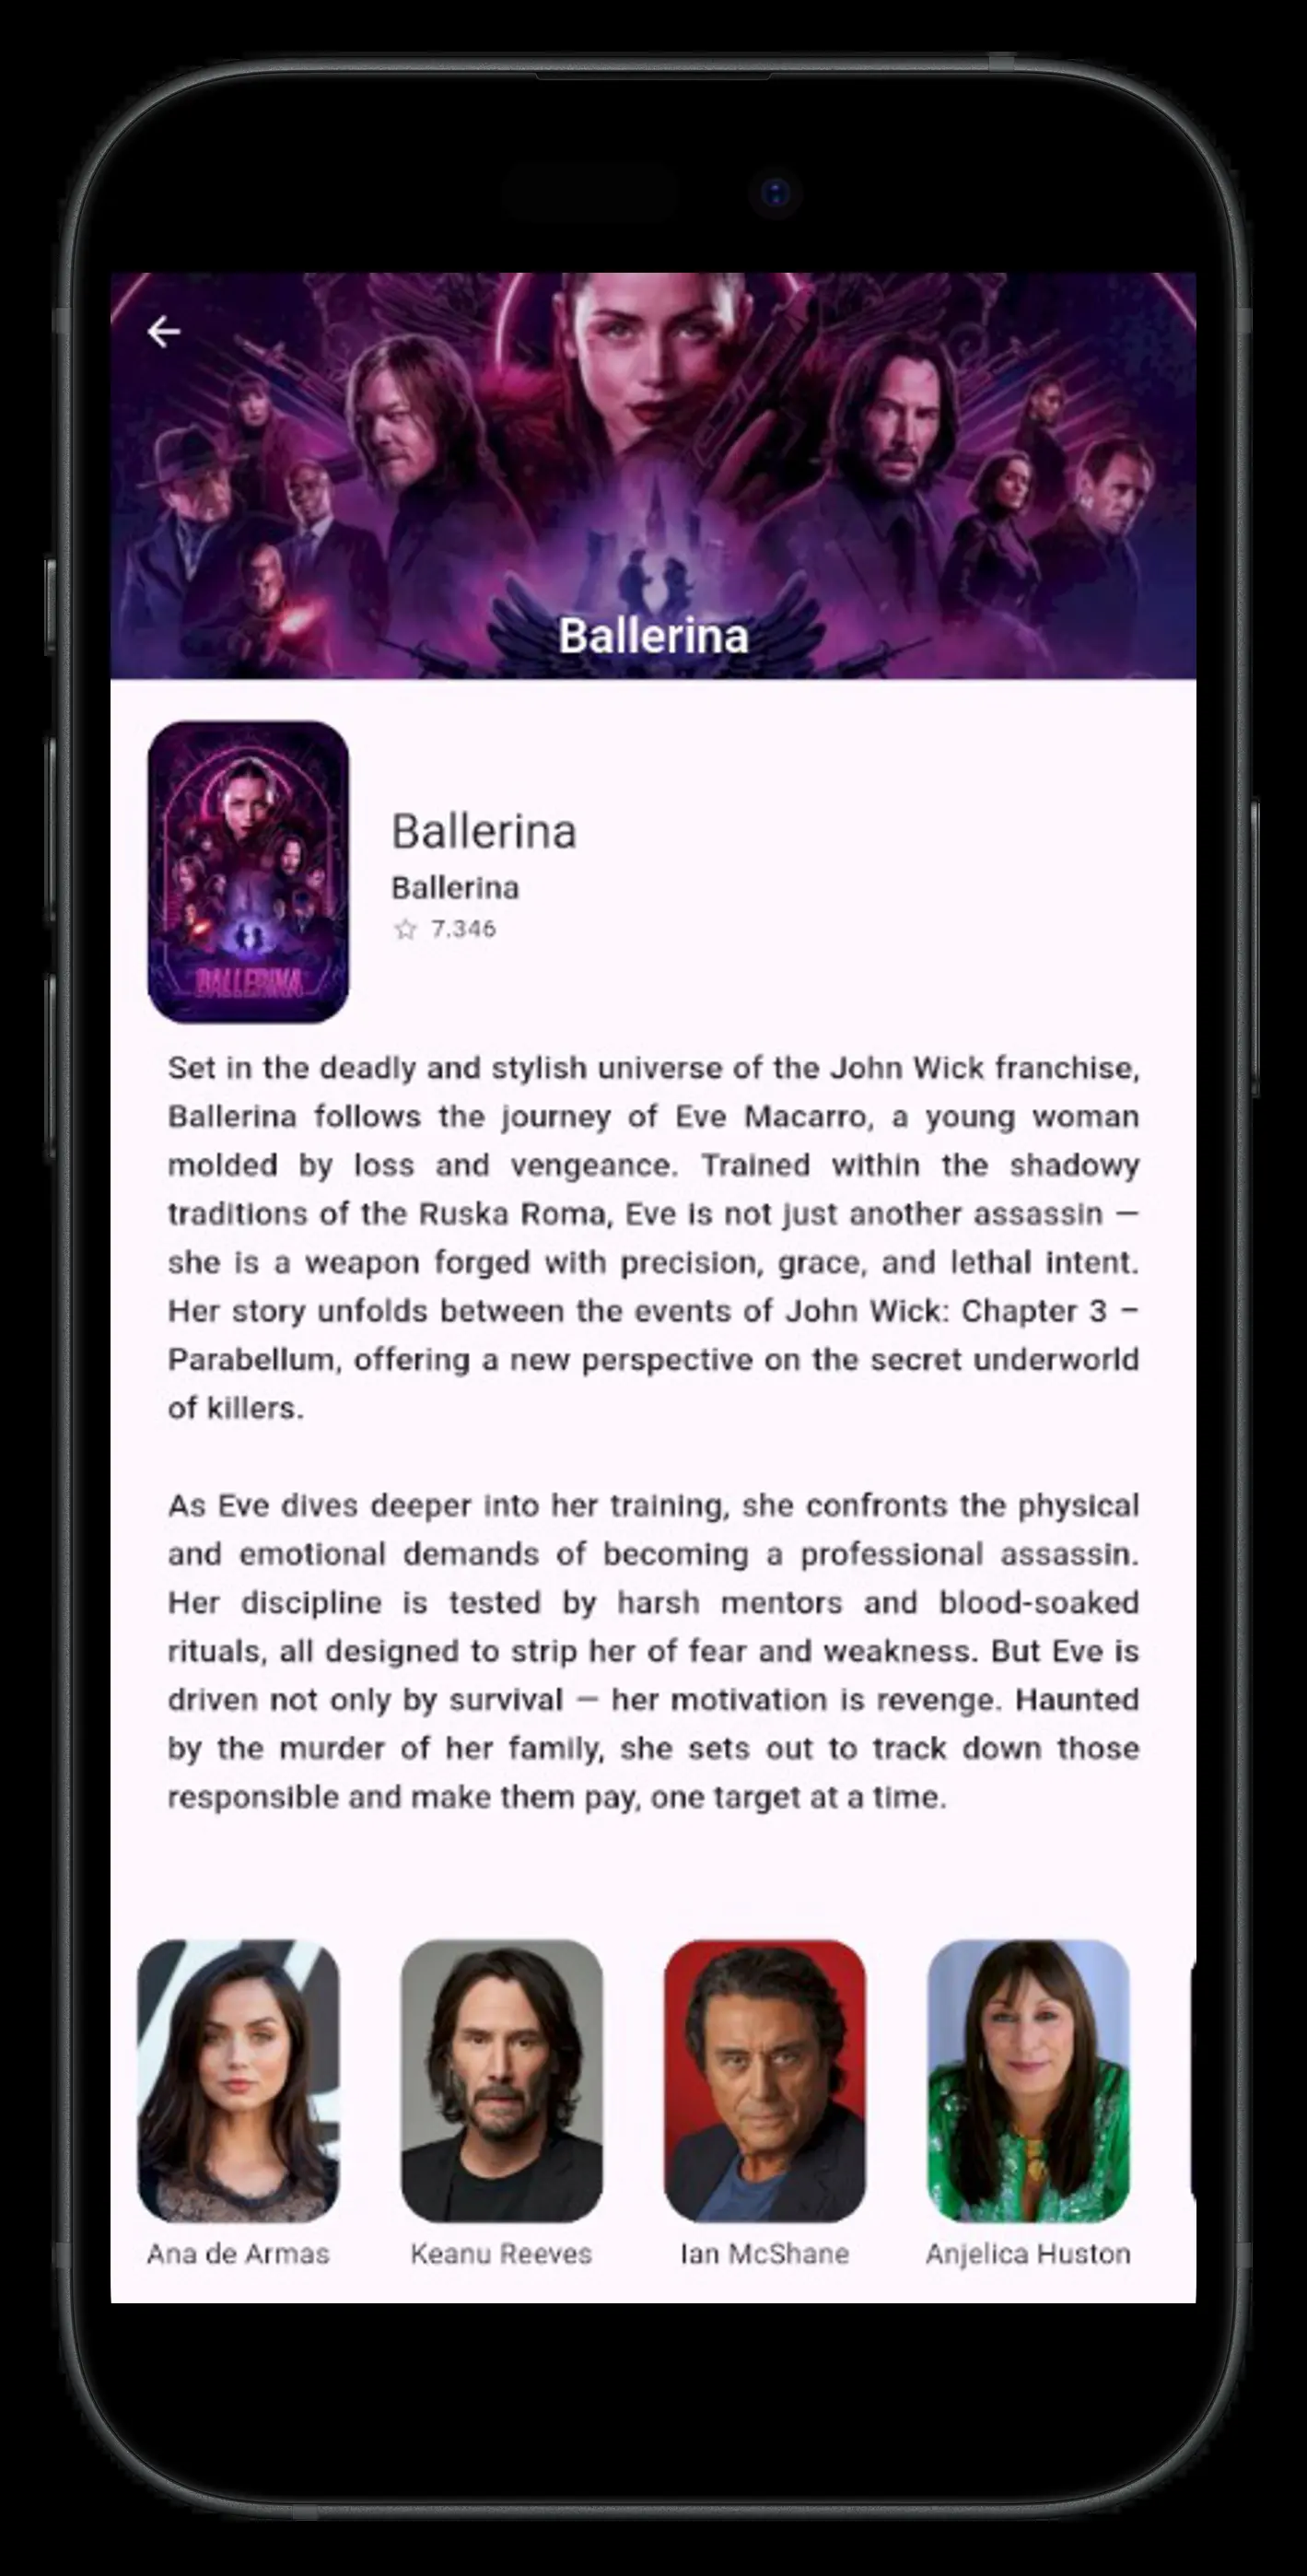 Ballerina
BALLERINA
Ballerina
Ballerina
☆ 7.346
Set in the deadly and stylish universe of the John Wick franchise,
Ballerina follows the journey of Eve Macarro, a young woman
molded by loss and vengeance. Trained within the shadowy
traditions of the Ruska Roma, Eve is not just another assassin —
she is a weapon forged with precision, grace, and lethal intent.
Her story unfolds between the events of John Wick: Chapter 3 –
Parabellum, offering a new perspective on the secret underworld
of killers.
As Eve dives deeper into her training, she confronts the physical
and emotional demands of becoming a professional assassin.
Her discipline is tested by harsh mentors and blood-soaked
rituals, all designed to strip her of fear and weakness. But Eve is
driven not only by survival — her motivation is revenge. Haunted
by the murder of her family, she sets out to track down those
responsible and make them pay, one target at a time.
Ana de Armas
Keanu Reeves
Ian McShane
Anjelica Huston